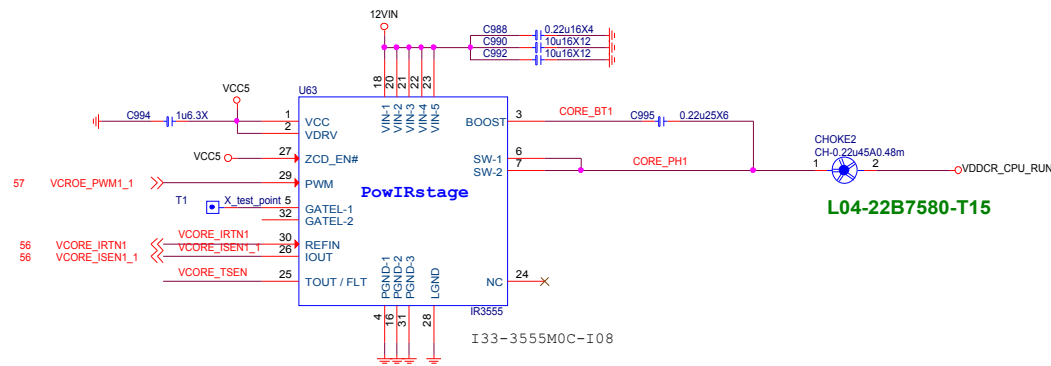 12VIN
C988 0.22u16X4
C990 10u16X12
C992 10u16X12
18 20 21 22 23
VCC5
U63
C994 1u6.3X
1 VCC
2 VDRV
VIN-1 VIN-2 VIN-3 VIN-4 VIN-5
BOOST 3 CORE_BT1 C995 0.22u25X6
VCC5 27 ZCD_EN#
SW-1 6
SW-2 7 CORE_PH1
CHOKE2
CH-0.22u45A0.48m
1 2 VDDCR_CPU_RUN
57 VCROE_PWM1_1 29 PWM
PowIRstage
L04-22B7580-T15
T1 X_test_point 5 GATEL-1
32 GATEL-2
VCORE_IRTN1
56 VCORE_IRTN1 30 REFIN
VCORE_ISEN1_1
56 VCORE_ISEN1_1 26 IOUT
VCORE_TSEN 25 TOUT / FLT
PGND-1 PGND-2 PGND-3 LGND
NC 24
4 16 31 28
IR3555
I33-3555M0C-I08